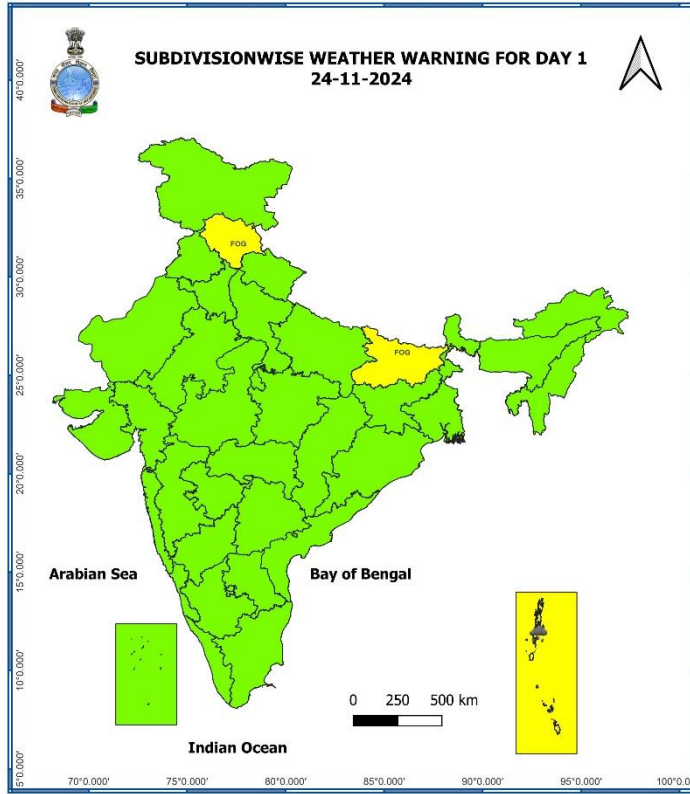 SUBDIVISIONWISE WEATHER WARNING FOR DAY 1
24-11-2024
40°0.000'
35°0.000'
30°0.000'
25°0.000'
20°0.000'
15°0.000'
10°0.000'
5°0.000'
FOG
FOG
Arabian Sea
Bay of Bengal
0 250 500 km
Indian Ocean
70°0.000' 75°0.000' 80°0.000' 85°0.000' 90°0.000' 95°0.000' 100°0.0